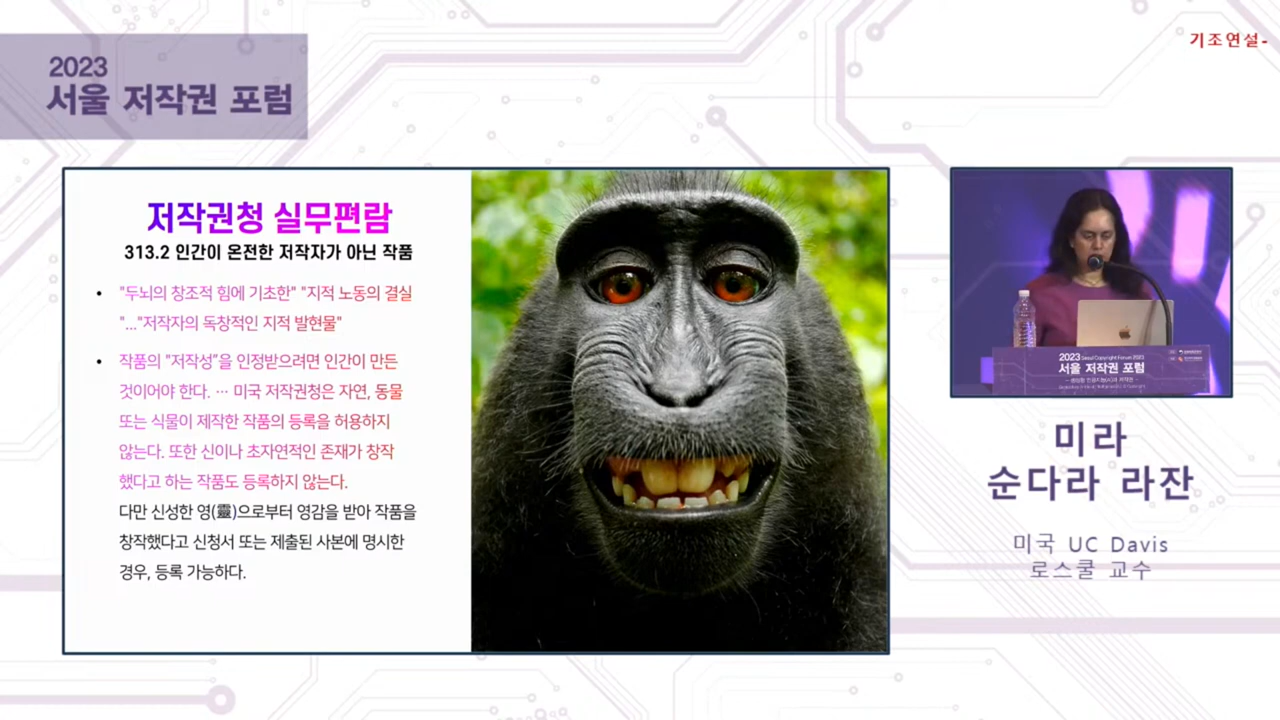 기조연설-
2023
서울 저작권 포럼
저작권청 실무편람
313.2 인간이 온전한 저작자가 아닌 작품
• "두뇌의 창조적 힘에 기초한" "지적 노동의 결실
"..."저작자의 독창적인 지적 발현물"
• 작품의 "저작성"을 인정받으려면 인간이 만든
것이어야 한다. … 미국 저작권청은 자연, 동물
또는 식물이 제작한 작품의 등록을 허용하지
않는다. 또한 신이나 초자연적인 존재가 창작
했다고 하는 작품도 등록하지 않는다.
다만 신성한 영(靈)으로부터 영감을 받아 작품을
창작했다고 신청서 또는 제출된 사본에 명시한
경우, 등록 가능하다.
2023 Seoul Copyright Forum 2023
서울 저작권 포럼
미라
순다라 라잔
미국 UC Davis
로스쿨 교수